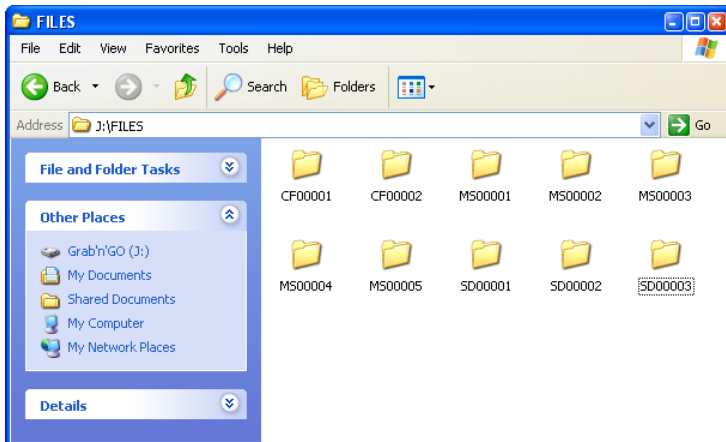 FILES
File Edit View Favorites Tools Help
Back Search Folders
Address J:\FILES Go
File and Folder Tasks
Other Places
Grab'n'GO (J:)
My Documents
Shared Documents
My Computer
My Network Places
Details
CF00001 CF00002 MS00001 MS00002 MS00003
MS00004 MS00005 SD00001 SD00002 SD00003